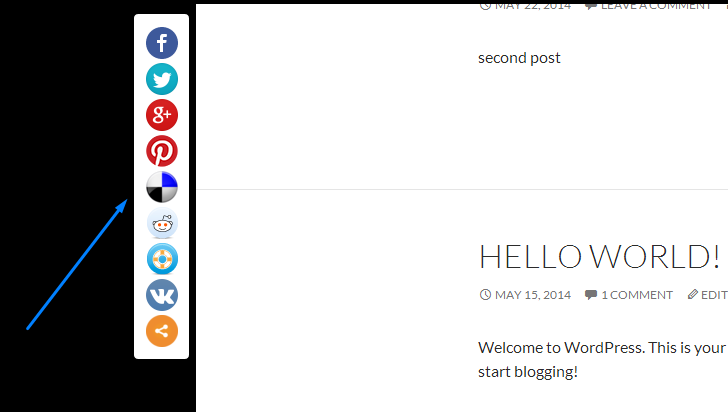 MAY 22, 2014 LEAVE A COMMENT
second post
HELLO WORLD!
MAY 15, 2014 1 COMMENT EDIT
Welcome to WordPress. This is your
start blogging!
f
g+